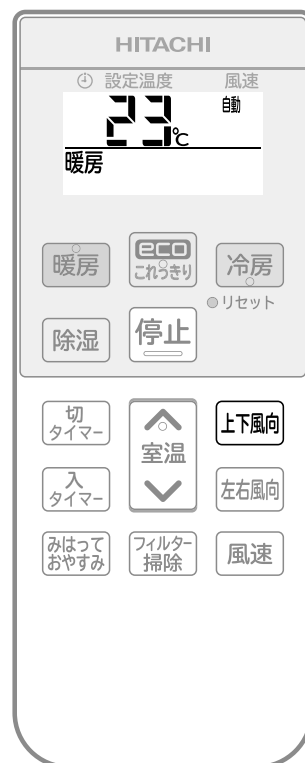 HITACHI
設定温度 風速
23℃ 自動
暖房
暖房 eco これっきり 冷房
リセット
除湿 停止
切タイマー 室温 上下風向
入タイマー 左右風向
みはっておやすみ フィルター掃除 風速